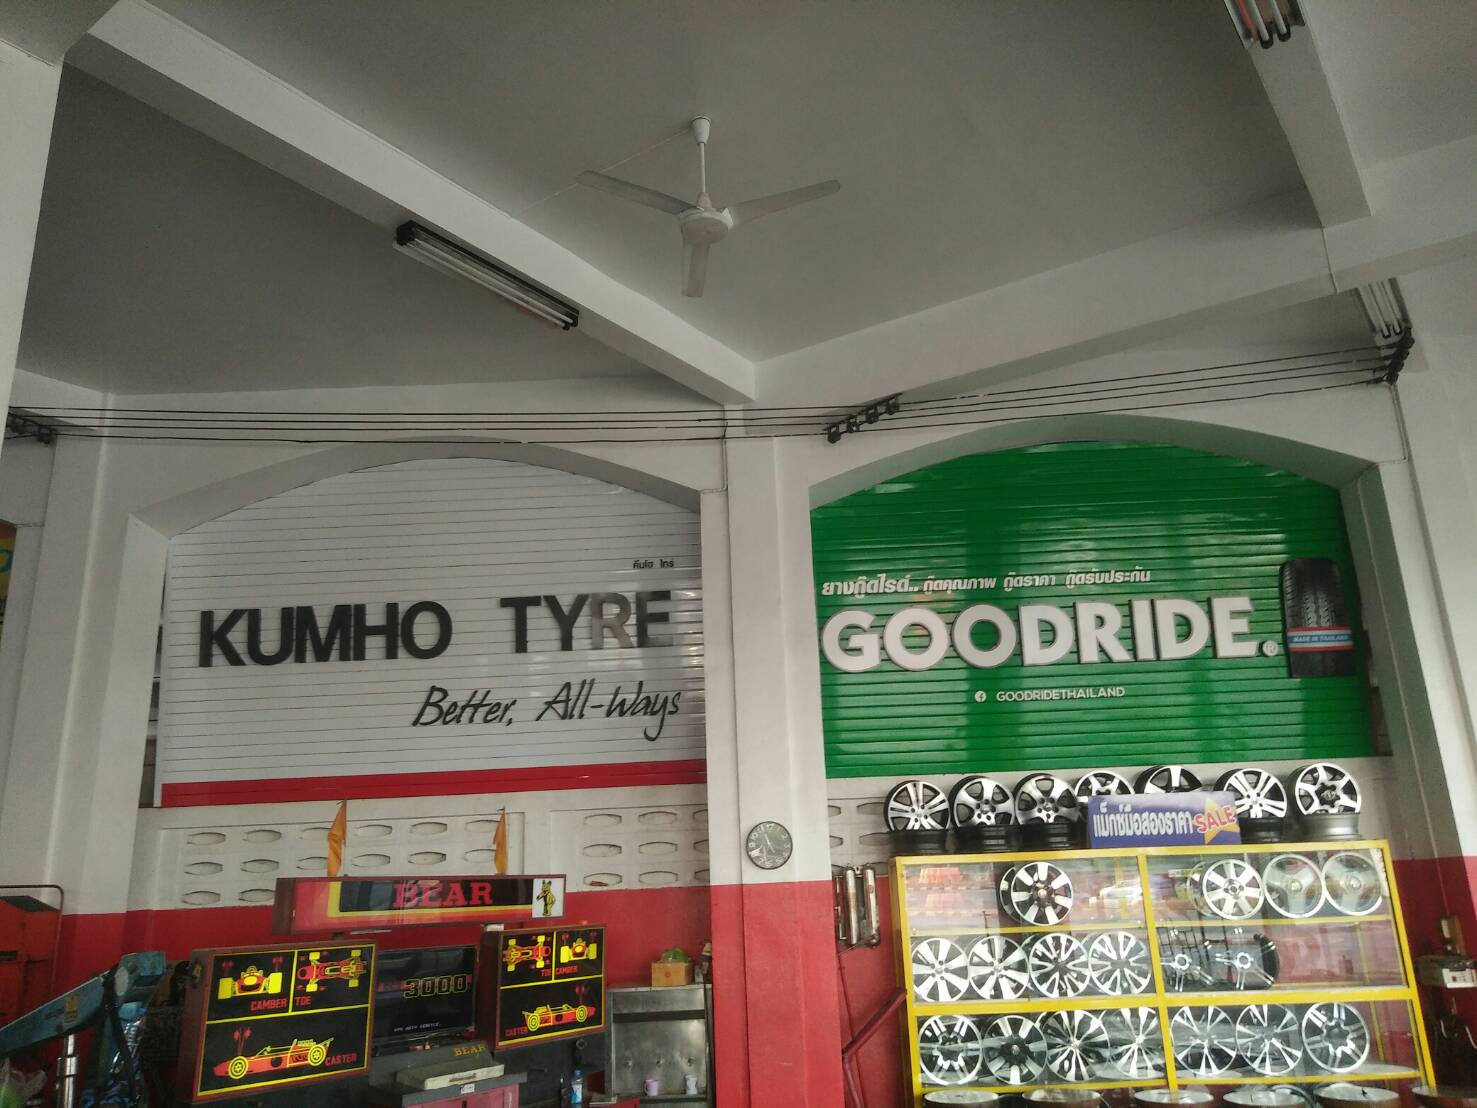 คัมโฮ ไทร์
KUMHO TYRE
Better, All-Ways
ยางกู๊ดไรด์.. กู๊ดคุณภาพ กู๊ดราคา กู๊ดรับประกัน
GOODRIDE®
GOODRIDETHAILAND
MADE IN THAILAND
แม็กซ์มือสองราคา SALE
BEAR
CAMBER TOE
CASTER
3000
TOE CAMBER
CASTER
BEAR